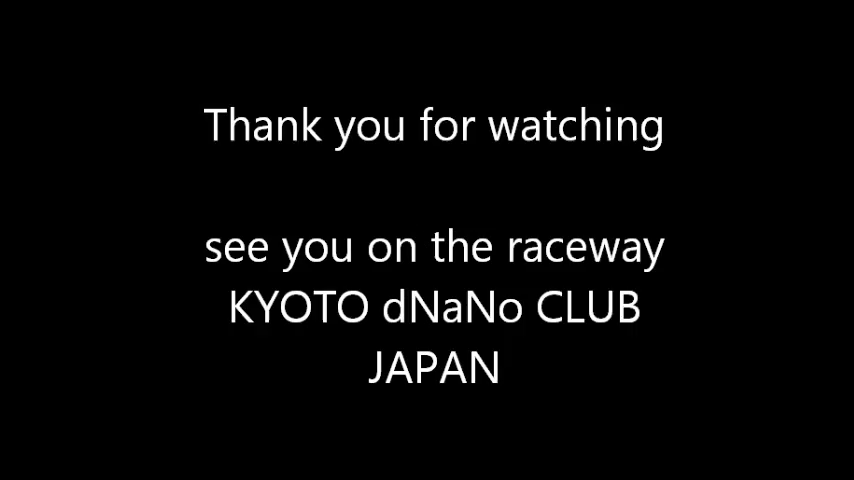 Thank you for watching
see you on the raceway
KYOTO dNaNo CLUB
JAPAN